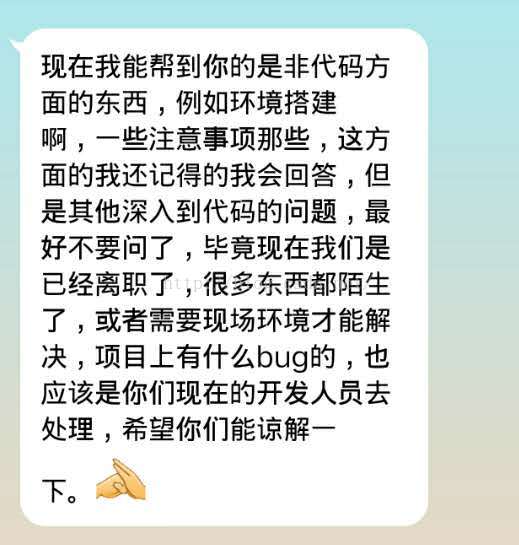 现在我能帮到你的是非代码方
面的东西，例如环境搭建
啊，一些注意事项那些，这方
面的我还记得的我会回答，但
是其他深入到代码的问题，最
好不要问了，毕竟现在我们是
已经离职了，很多东西都陌生
了，或者需要现场环境才能解
决，项目上有什么bug的，也
应该是你们现在的开发人员去
处理，希望你们能谅解一
下。